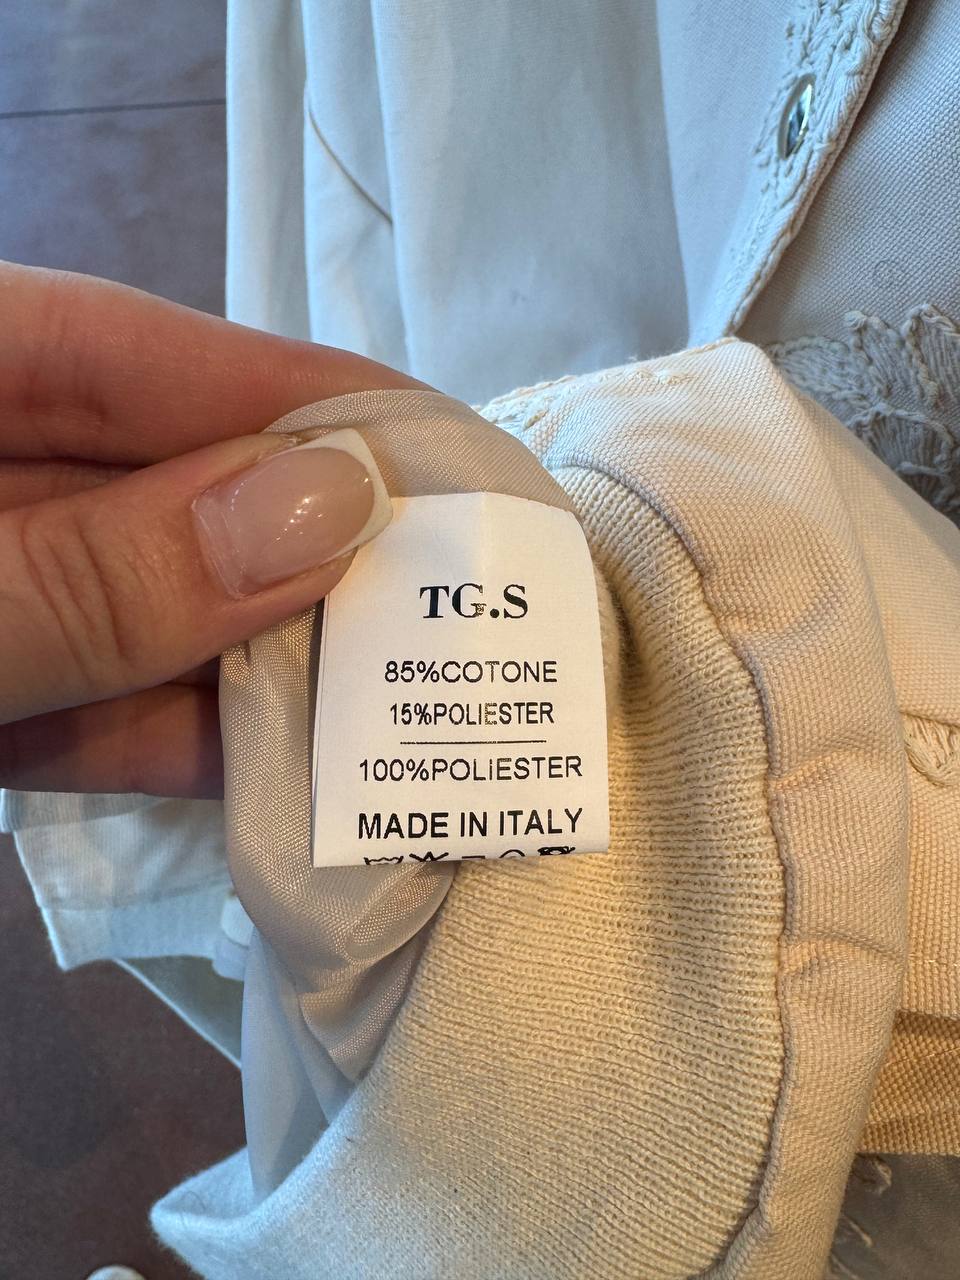 TG.S
85%COTONE
15%POLIESTER
100%POLIESTER
MADE IN ITALY